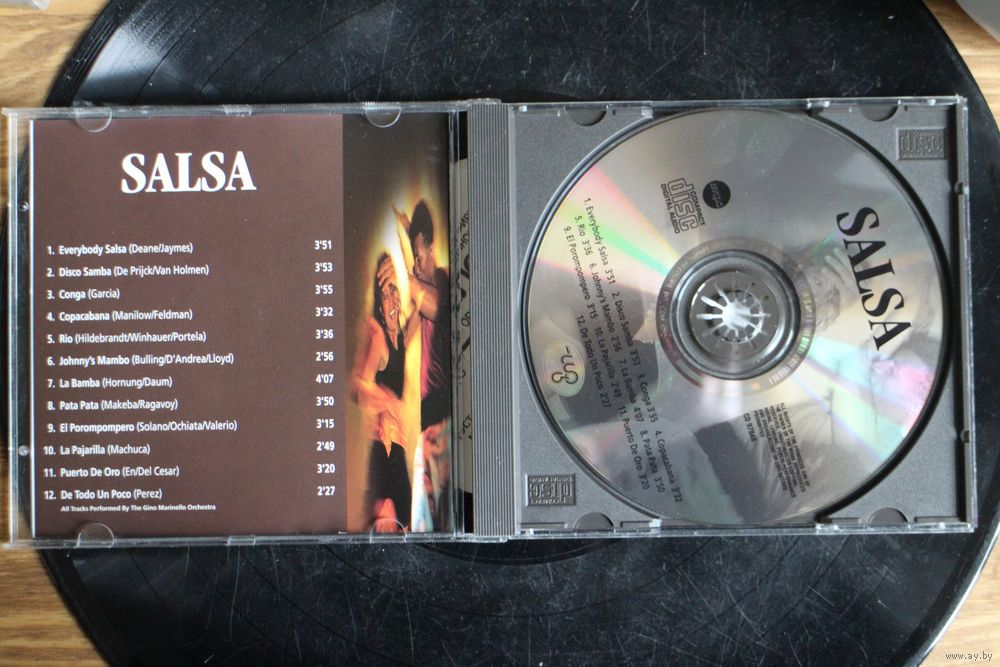 SALSA
1. Everybody Salsa (Deane/Jaymes) 3'51
2. Disco Samba (De Prijck/Van Holmen) 3'53
3. Conga (Garcia) 3'55
4. Copacabana (Manilow/Feldman) 3'32
5. Rio (Hildebrandt/Winhauer/Portela) 3'36
6. Johnny's Mambo (Bulling/D'Andrea/Lloyd) 2'56
7. La Bamba (Hornung/Daum) 4'07
8. Pata Pata (Makeba/Ragavoy) 3'50
9. El Porompompero (Solano/Ochiata/Valerio) 3'15
10. La Pajarilla (Machuca) 2'49
11. Puerto De Oro (En/Del Cesar) 3'20
12. De Todo Un Poco (Perez) 2'27
All Tracks Performed By The Gino Marinello Orchestra
SALSA
COMPACT
disc
DIGITAL AUDIO
1. Everybody Salsa 3'51 2. Disco Samba 3'53 3. Conga 3'55 4. Copacabana 3'32
5. Rio 3'36 6. Johnny's Mambo 2'56 7. La Bamba 4'07 8. Pata Pata 3'50
9. El Porompompero 3'15 10. La Pajarilla 2'49 11. Puerto De Oro 3'20
12. De Todo Un Poco 2'27
disc
disc
www.ay.by